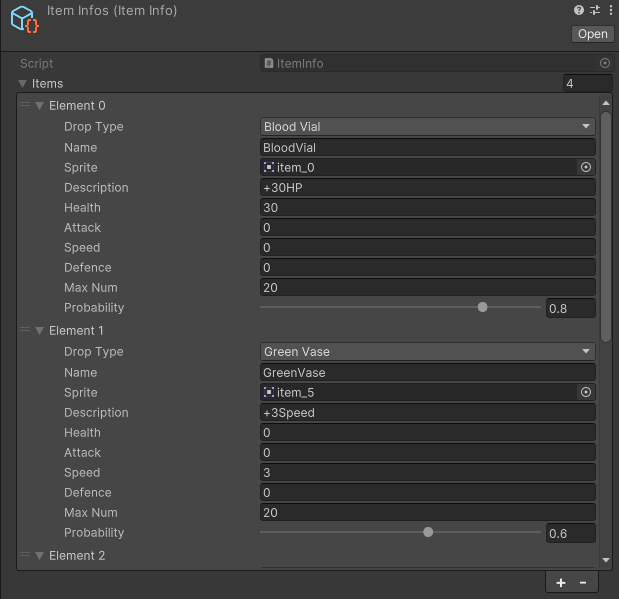 Item Infos (Item Info)
Open
Script ItemInfo
Items 4
Element 0
Drop Type Blood Vial
Name BloodVial
Sprite item_0
Description +30HP
Health 30
Attack 0
Speed 0
Defence 0
Max Num 20
Probability 0.8
Element 1
Drop Type Green Vase
Name GreenVase
Sprite item_5
Description +3Speed
Health 0
Attack 0
Speed 3
Defence 0
Max Num 20
Probability 0.6
Element 2